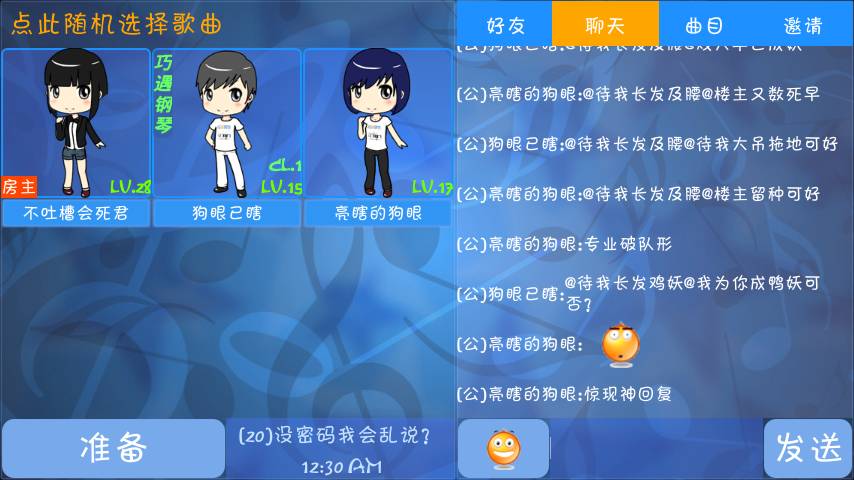 点此随机选择歌曲
巧遇钢琴
CL.1
房主
LV.28
LV.15
LV.17
不吐槽会死君
狗眼已瞎
亮瞎的狗眼
准备
(20)没密码我会乱说?
12:30 AM
好友
聊天
曲目
邀请
(公)亮瞎的狗眼:@待我长发及腰@楼主又数死早
(公)狗眼已瞎:@待我长发及腰@待我大吊拖地可好
(公)亮瞎的狗眼:@待我长发及腰@楼主留种可好
(公)亮瞎的狗眼:专业破队形
(公)狗眼已瞎:@待我长发鸡妖@我为你成鸭妖可
否?
(公)亮瞎的狗眼:
(公)亮瞎的狗眼:惊现神回复
发送